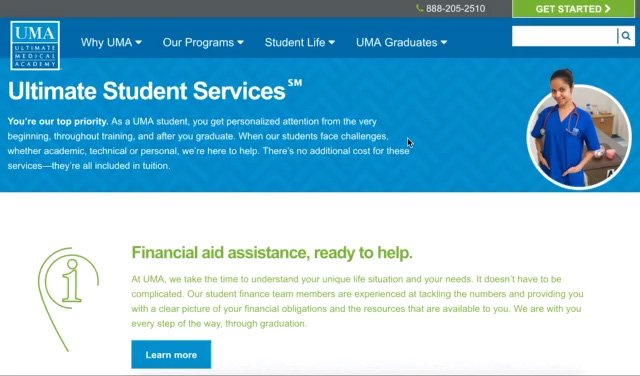 888-205-2510
GET STARTED
UMA
ULTIMATE
MEDICAL
ACADEMY
Why UMA
Our Programs
Student Life
UMA Graduates
Ultimate Student Services℠
You're our top priority. As a UMA student, you get personalized attention from the very
beginning, throughout training, and after you graduate. When our students face challenges,
whether academic, technical or personal, we're here to help. There's no additional cost for these
services—they're all included in tuition.
Financial aid assistance, ready to help.
At UMA, we take the time to understand your unique life situation and your needs. It doesn't have to be
complicated. Our student finance team members are experienced at tackling the numbers and providing you
with a clear picture of your financial obligations and the resources that are available to you. We are with you
every step of the way, through graduation.
Learn more